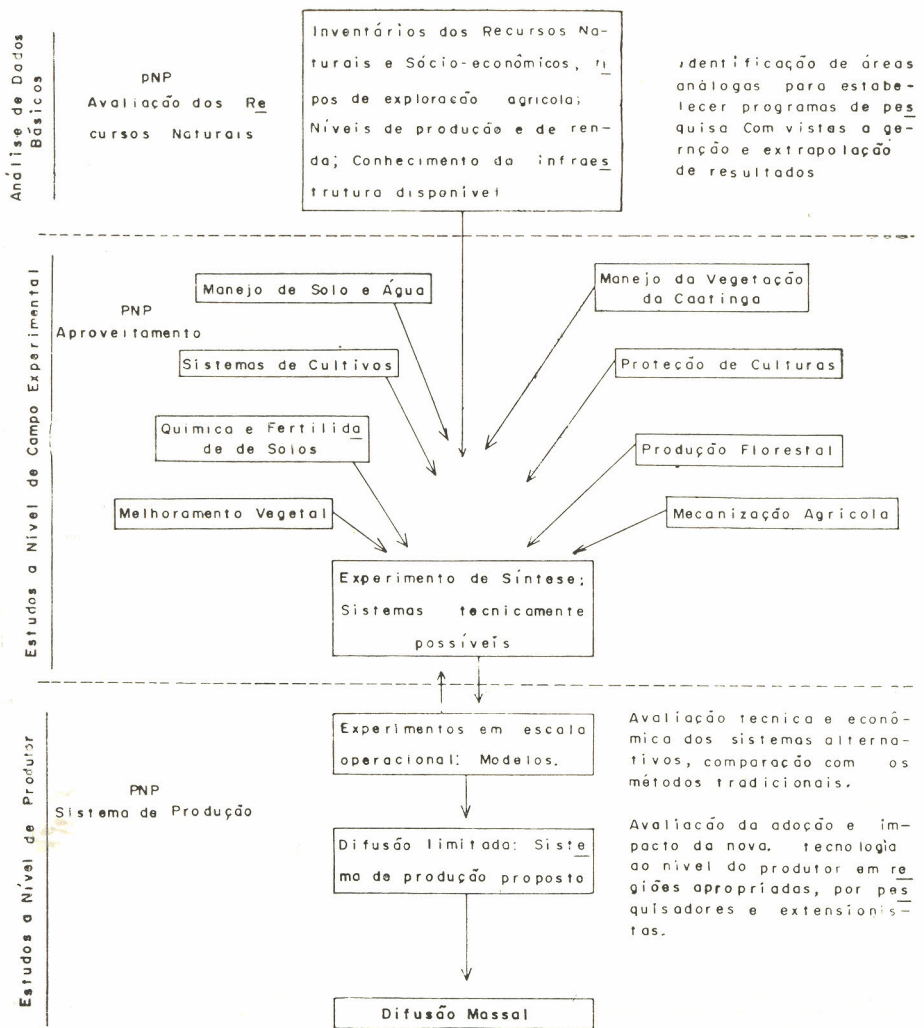 Análise de Dados
Básicos
pNP
Avaliação dos Re
cursos Naturais
Inventários dos Recursos Na-
turais e Sócio-econômicos, ti
pos de exploração agricola;
Níveis de produção e de ren-
da; Conhecimento da infraes
trutura disponivel
identificação de áreas
análogas para estabe-
lecer programas de pes
quisa Com vistas a ge-
rnção e extrapolação
de resultados
Estudos a Nível de Campo Experimental
PNP
Aproveitamento
Manejo de Solo e Água
Manejo da Vegetação
da Caatinga
Sistemas de Cultivos
Proteção de Culturas
Química e Fertilida
de de Solos
Produção Florestal
Melhoramento Vegetal
Mecanização Agricola
Experimento de Síntese;
Sistemas tecnicamente
possíveis
Estudos a Nível de Produtor
PNP
Sistema de Produção
Experimentos em escala
operacional: Modelos.
Difusão limitada: Siste
ma de produção proposto
Difusão Massal
Avaliação tecnica e econô-
mica dos sistemas alterna-
tivos, comparação com os
métodos tradicionais.
Avaliacão da adoção e im-
pacto da nova. tecnologia
ao nivel do produtor em re
giões apropriadas, por pes
quisadores e extensionis-
tas.